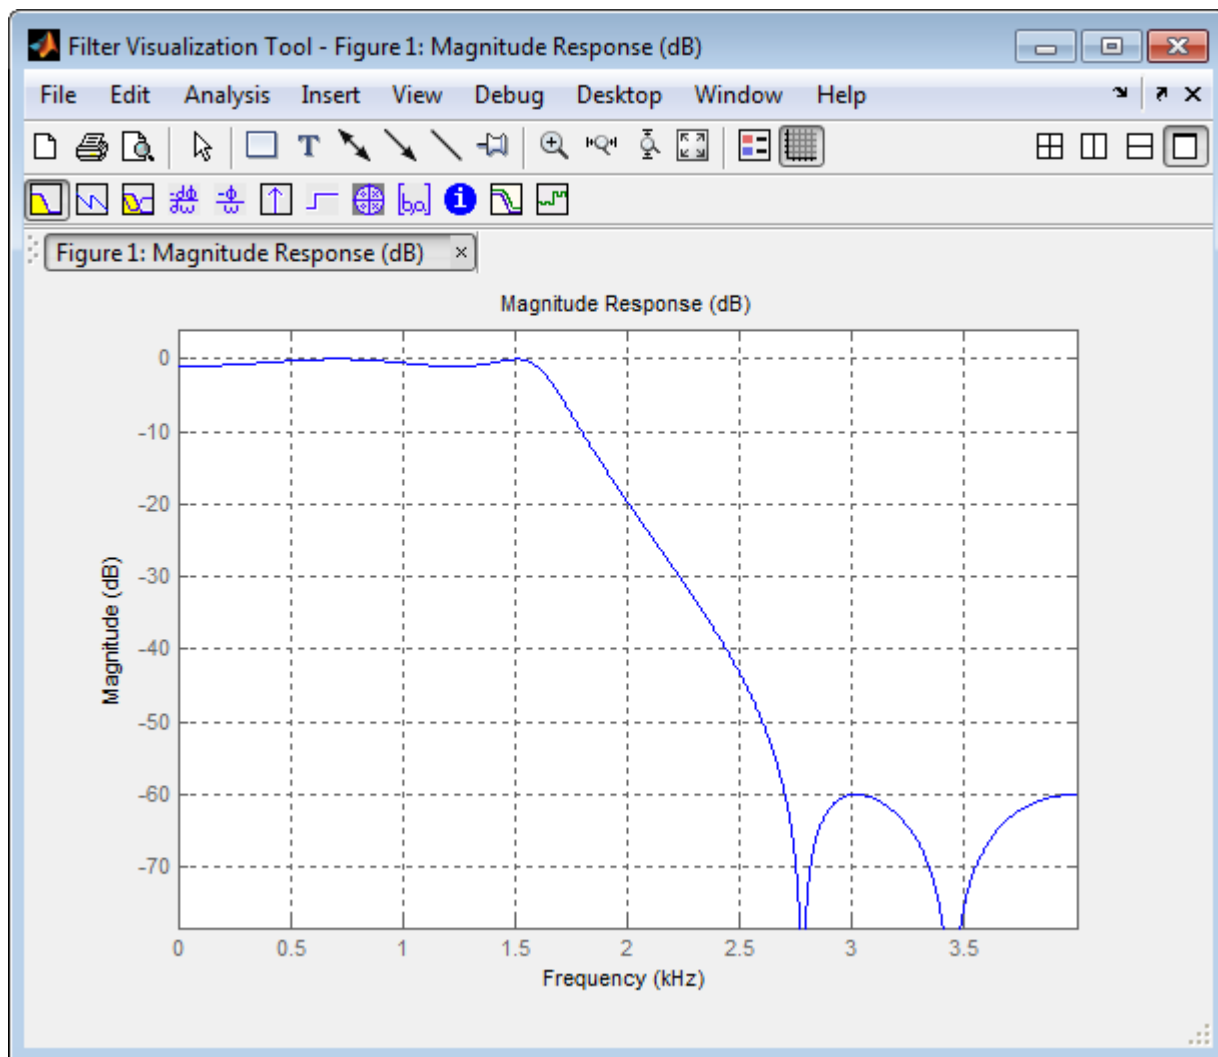 Filter Visualization Tool - Figure 1: Magnitude Response (dB)
File Edit Analysis Insert View Debug Desktop Window Help
Figure 1: Magnitude Response (dB)
Magnitude Response (dB)
0
-10
-20
-30
-40
-50
-60
-70
Magnitude (dB)
0 0.5 1 1.5 2 2.5 3 3.5
Frequency (kHz)